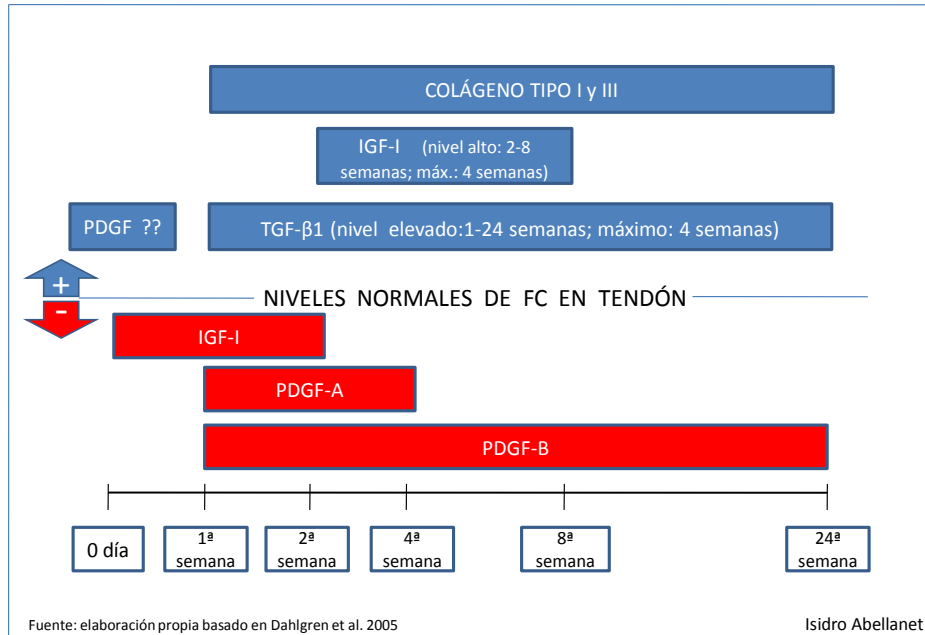 COLÁGENO TIPO I y III
IGF-I (nivel alto: 2-8
semanas; máx.: 4 semanas)
PDGF ??
TGF-β1 (nivel elevado:1-24 semanas; máximo: 4 semanas)
+
-
NIVELES NORMALES DE FC EN TENDÓN
IGF-I
PDGF-A
PDGF-B
0 día
1ª
semana
2ª
semana
4ª
semana
8ª
semana
24ª
semana
Fuente: elaboración propia basado en Dahlgren et al. 2005
Isidro Abellanet